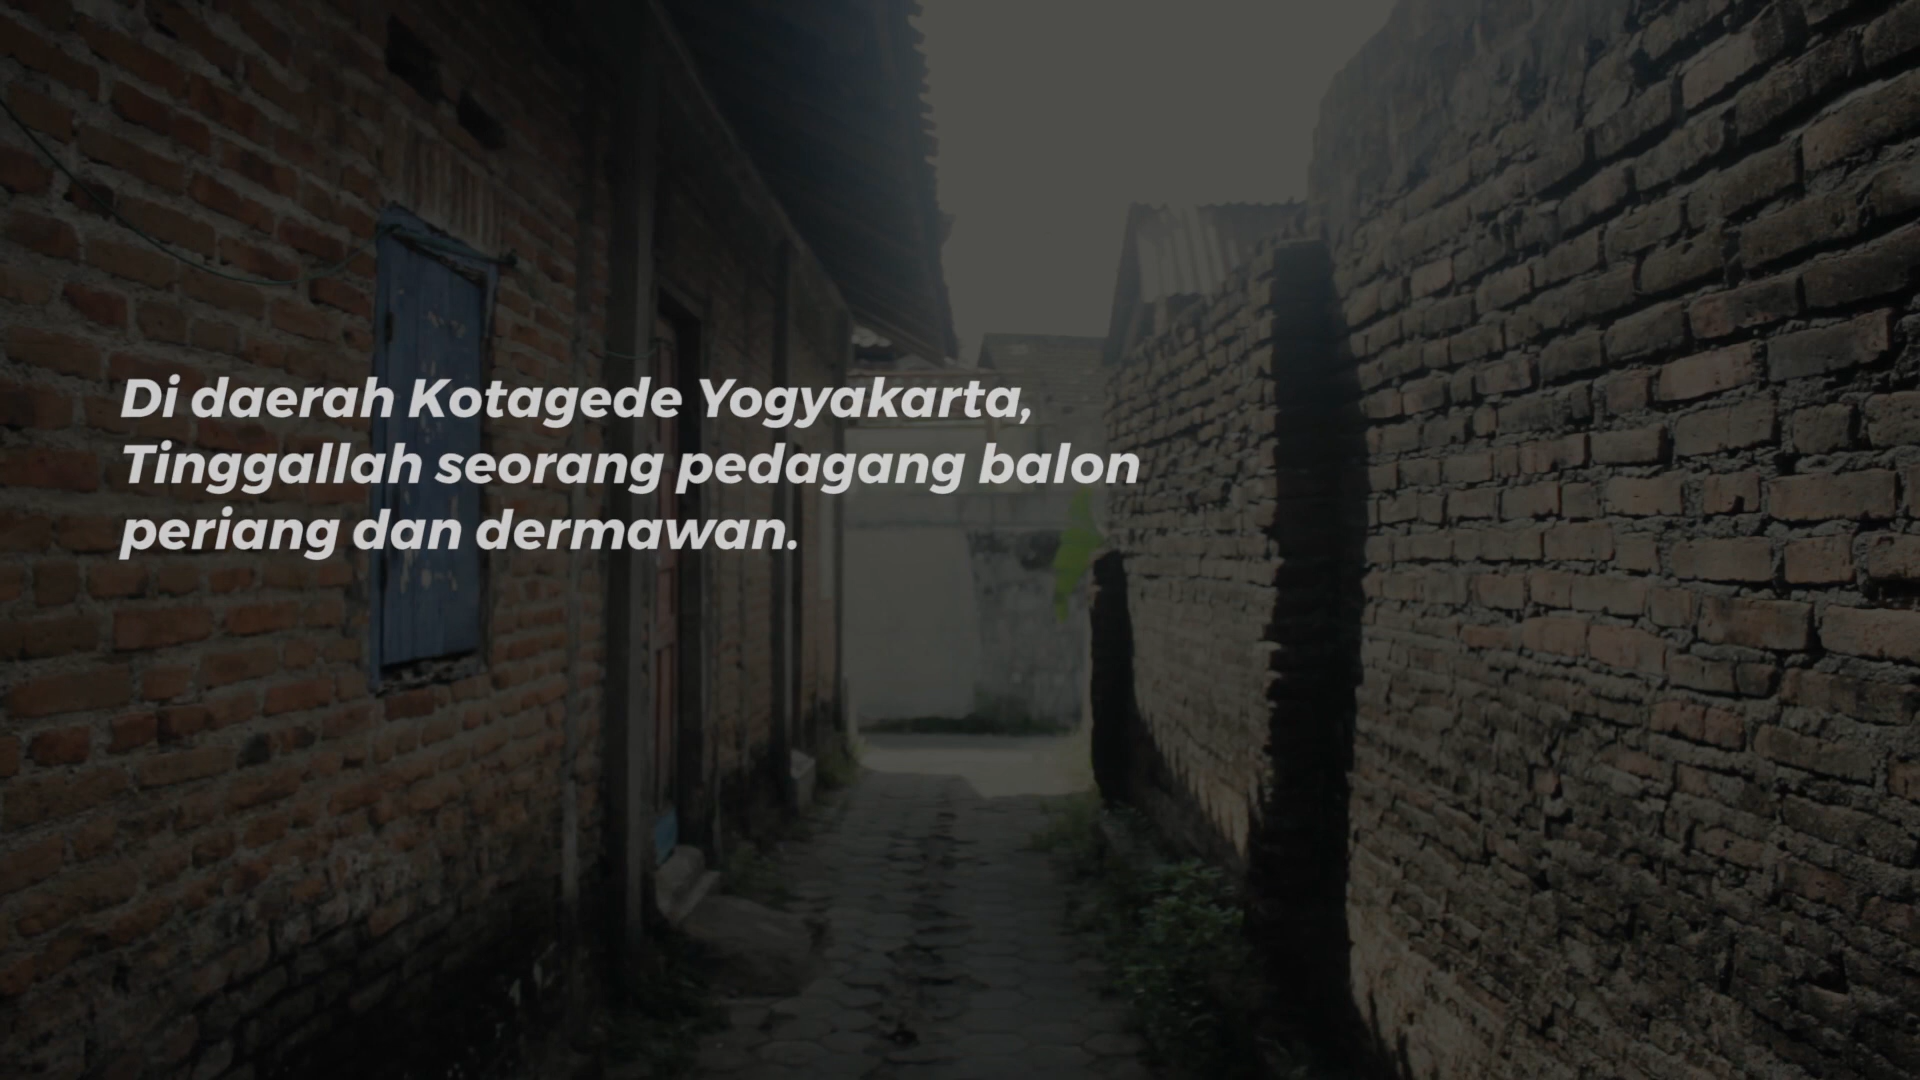 Di daerah Kotagede Yogyakarta,
Tinggallah seorang pedagang balon
periang dan dermawan.